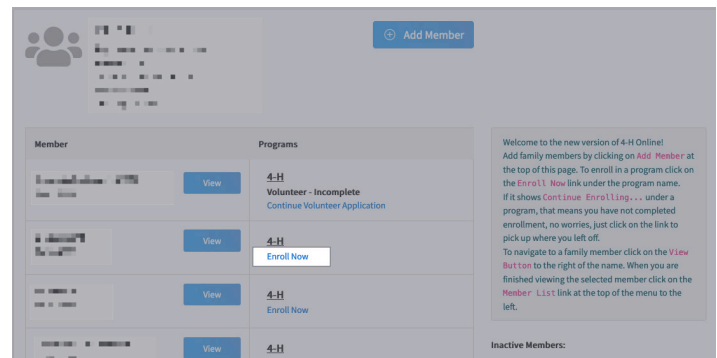 Add Member
Member
Programs
View
4-H
Volunteer - Incomplete
Continue Volunteer Application
View
4-H
Enroll Now
View
4-H
Enroll Now
View
4-H
Welcome to the new version of 4-H Online!
Add family members by clicking on Add Member at
the top of this page. To enroll in a program click on
the Enroll Now link under the program name.
If it shows Continue Enrolling... under a
program, that means you have not completed
enrollment, no worries, just click on the link to
pick up where you left off.
To navigate to a family member click on the View
Button to the right of the name. When you are
finished viewing the selected member click on the
Member List link at the top of the menu to the
left.
Inactive Members: